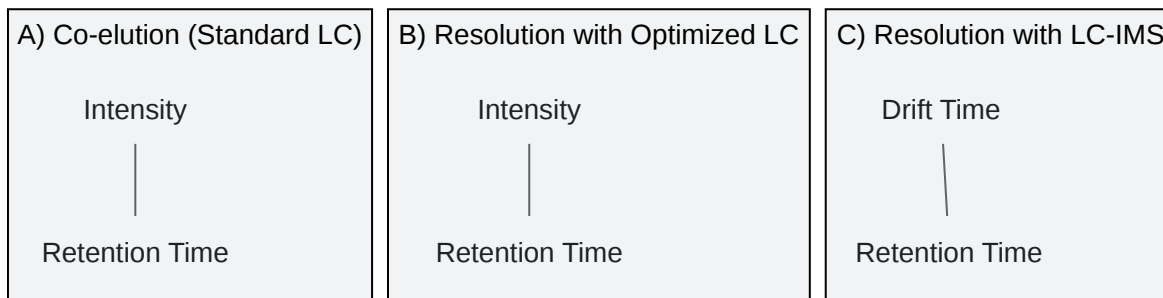 A) Co-elution (Standard LC)
Intensity
Retention Time
B) Resolution with Optimized LC
Intensity
Retention Time
C) Resolution with LC-IMS
Drift Time
Retention Time